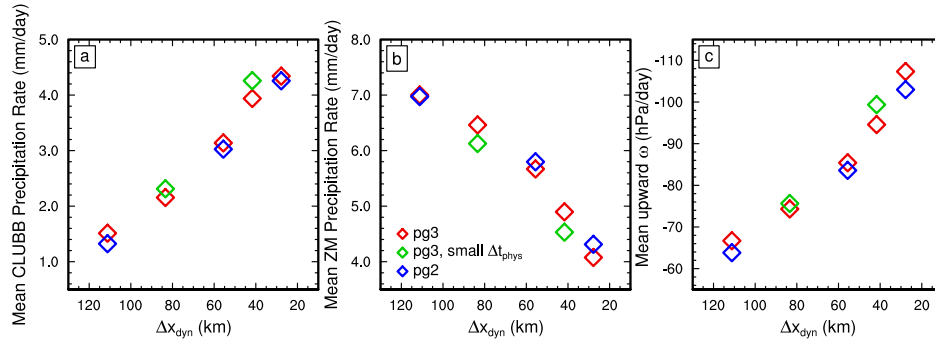 a
5.0
4.0
3.0
2.0
1.0
Mean CLUBB Precipitation Rate (mm/day)
120 100 80 60 40 20
Δx_dyn (km)
b
8.0
7.0
6.0
5.0
4.0
Mean ZM Precipitation Rate (mm/day)
pg3
pg3, small Δt_phys
pg2
120 100 80 60 40 20
Δx_dyn (km)
c
-110
-100
-90
-80
-70
-60
Mean upward ω (hPa/day)
120 100 80 60 40 20
Δx_dyn (km)